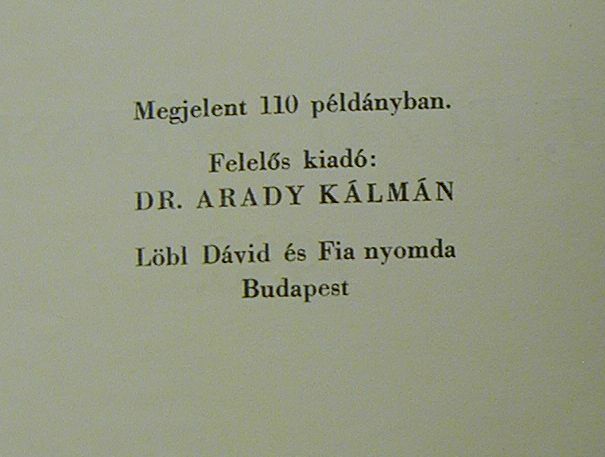 Megjelent 110 példányban.
Felelős kiadó:
DR. ARADY KÁLMÁN
Löbl Dávid és Fia nyomda
Budapest